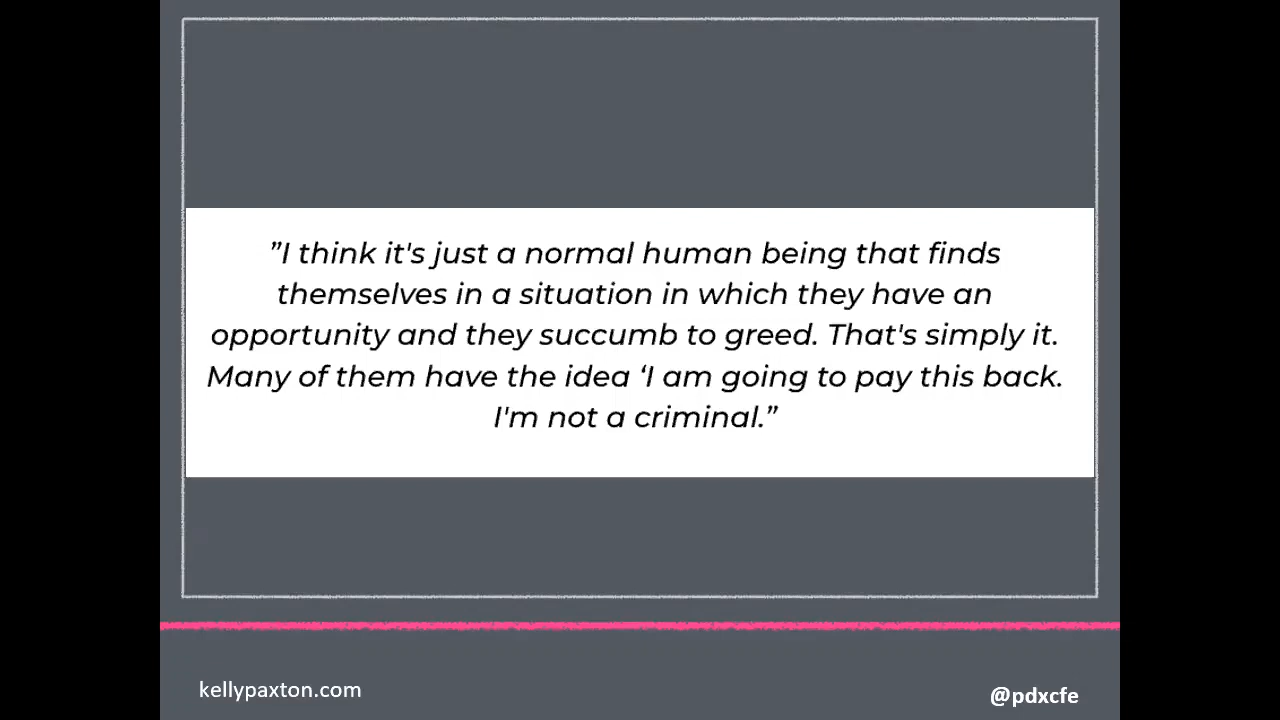 ”I think it's just a normal human being that finds
themselves in a situation in which they have an
opportunity and they succumb to greed. That's simply it.
Many of them have the idea ‘I am going to pay this back.
I'm not a criminal.”
kellypaxton.com
@pdxcfe